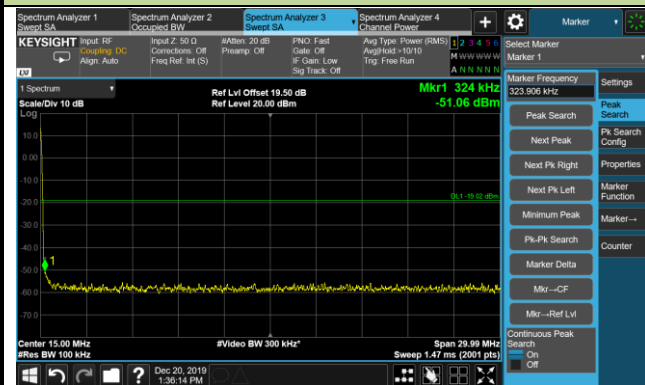 Spectrum Analyzer 1
Swept SA
Spectrum Analyzer 2
Occupied BW
Spectrum Analyzer 3
Swept SA
Spectrum Analyzer 4
Channel Power
+
Marker
KEYSIGHT
Input: RF
Coupling: DC
Align: Auto
Input Z: 50 Ω
Corrections: Off
Freq Ref: Int (S)
#Atten: 20 dB
Preamp: Off
PNO: Fast
Gate: Off
IF Gain: Low
Sig Track: Off
Avg Type: Power (RMS)
Avg|Hold:>10/10
Trig: Free Run
1 2 3 4 5 6
M W W W W W
A N N N N N
LXI
Select Marker
Marker 1
1 Spectrum
Scale/Div 10 dB
Log
Ref Lvl Offset 19.50 dB
Ref Level 20.00 dBm
Mkr1 324 kHz
-51.06 dBm
10.0
0.00
-10.0
-20.0
-30.0
-40.0
-50.0
-60.0
-70.0
DL1 -19.02 dBm
1
Center 15.00 MHz
#Res BW 100 kHz
#Video BW 300 kHz*
Span 29.99 MHz
Sweep 1.47 ms (2001 pts)
Marker Frequency
323.906 kHz
Peak Search
Next Peak
Next Pk Right
Next Pk Left
Minimum Peak
Pk-Pk Search
Marker Delta
Mkr→CF
Mkr→Ref Lvl
Continuous Peak
Search
On
Off
Settings
Peak
Search
Pk Search
Config
Properties
Marker
Function
Marker→
Counter
?
Dec 20, 2019
1:36:14 PM